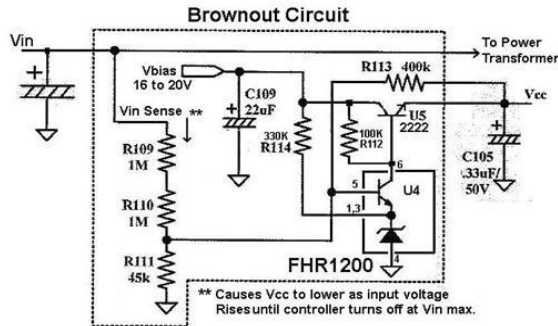 Brownout Circuit
Vin
To Power
Transformer
Vbias
16 to 20V
R113 400k
Vcc
C109
22uF
Vin Sense **
330K
R114
100K
R112
U5
2222
C105
.33uF/
50V
R109
1M
6
5
U4
R110
1M
1,3
4
R111
45k
FHR1200
** Causes Vcc to lower as input voltage
Rises until controller turns off at Vin max.